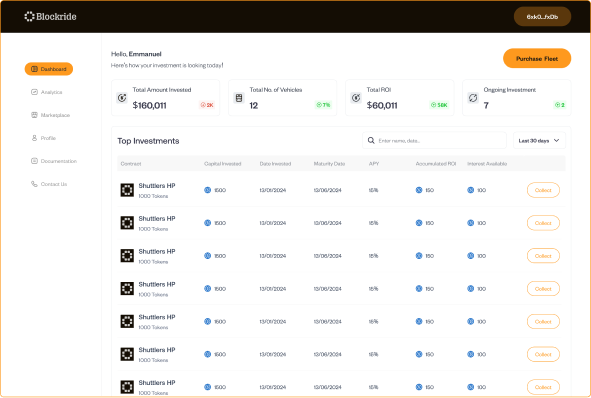 Blockride
6xk0...fxDb
Hello, Emmanuel
Here's how your investment is looking today!
Purchase Fleet
Dashboard
Analytics
Marketplace
Profile
Documentation
Contact Us
Total Amount Invested
$160,011
2K
Total No. of Vehicles
12
7%
Total ROI
$60,011
58K
Ongoing Investment
7
8
Top Investments
Enter name, date...
Last 30 days
Contract Capital Invested Date Invested Maturity Date APY Accumulated ROI Interest Available
Shuttlers HP
1000 Tokens
1500 13/01/2024 13/06/2024 15% 150 100 Collect
Shuttlers HP
1000 Tokens
1500 13/01/2024 13/06/2024 15% 150 100 Collect
Shuttlers HP
1000 Tokens
1500 13/01/2024 13/06/2024 15% 150 100 Collect
Shuttlers HP
1000 Tokens
1500 13/01/2024 13/06/2024 15% 150 100 Collect
Shuttlers HP
1000 Tokens
1500 13/01/2024 13/06/2024 15% 150 100 Collect
Shuttlers HP
1000 Tokens
1500 13/01/2024 13/06/2024 15% 150 100 Collect
Shuttlers HP
1000 Tokens
1500 13/01/2024 13/06/2024 15% 150 100 Collect